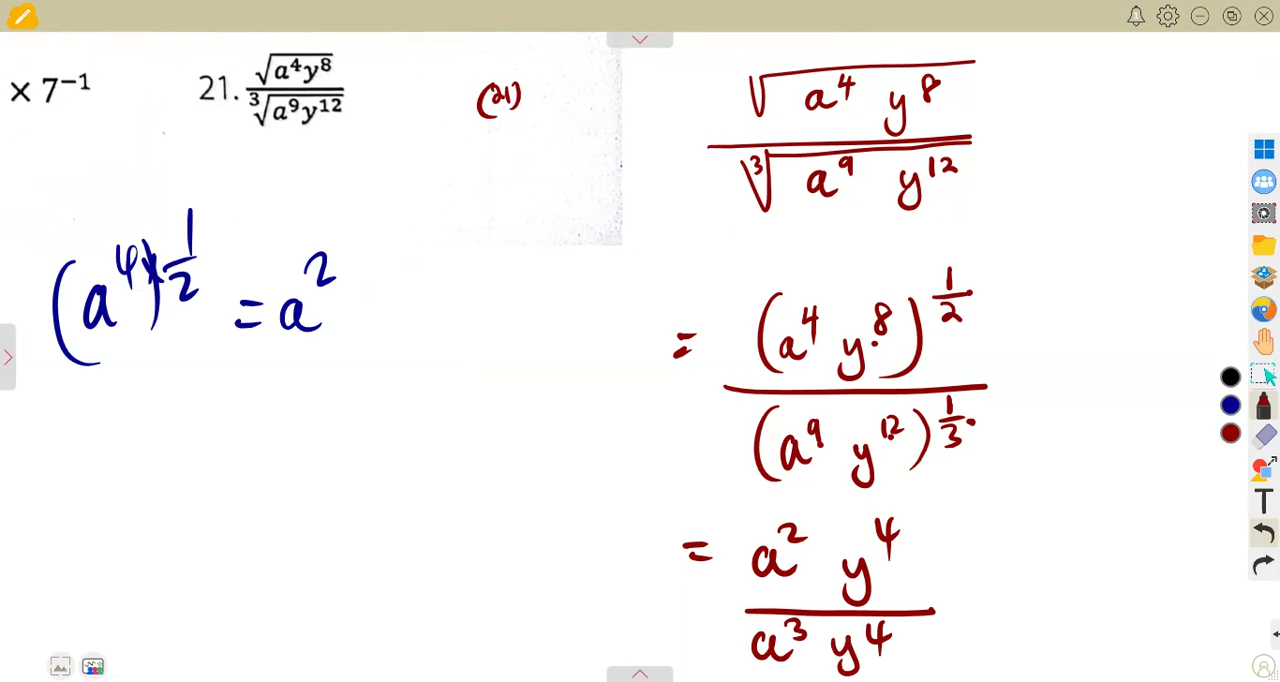 × 7⁻¹
21. √(a⁴y⁸) / ∛(a⁹y¹²)
(21)
√(a⁴ y⁸) / ∛(a⁹ y¹²)
(a⁴)^(1/2) = a²
= (a⁴ y⁸)^(1/2) / (a⁹ y¹²)^(1/3)
= a² y⁴ / a³ y⁴
T